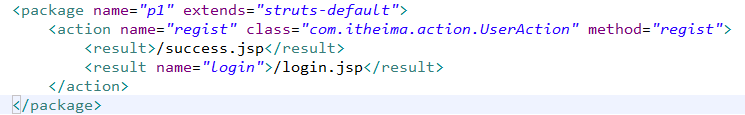 <package name="p1" extends="struts-default">
<action name="regist" class="com.itheima.action.UserAction" method="regist">
<result>/success.jsp</result>
<result name="login">/login.jsp</result>
</action>
</package>